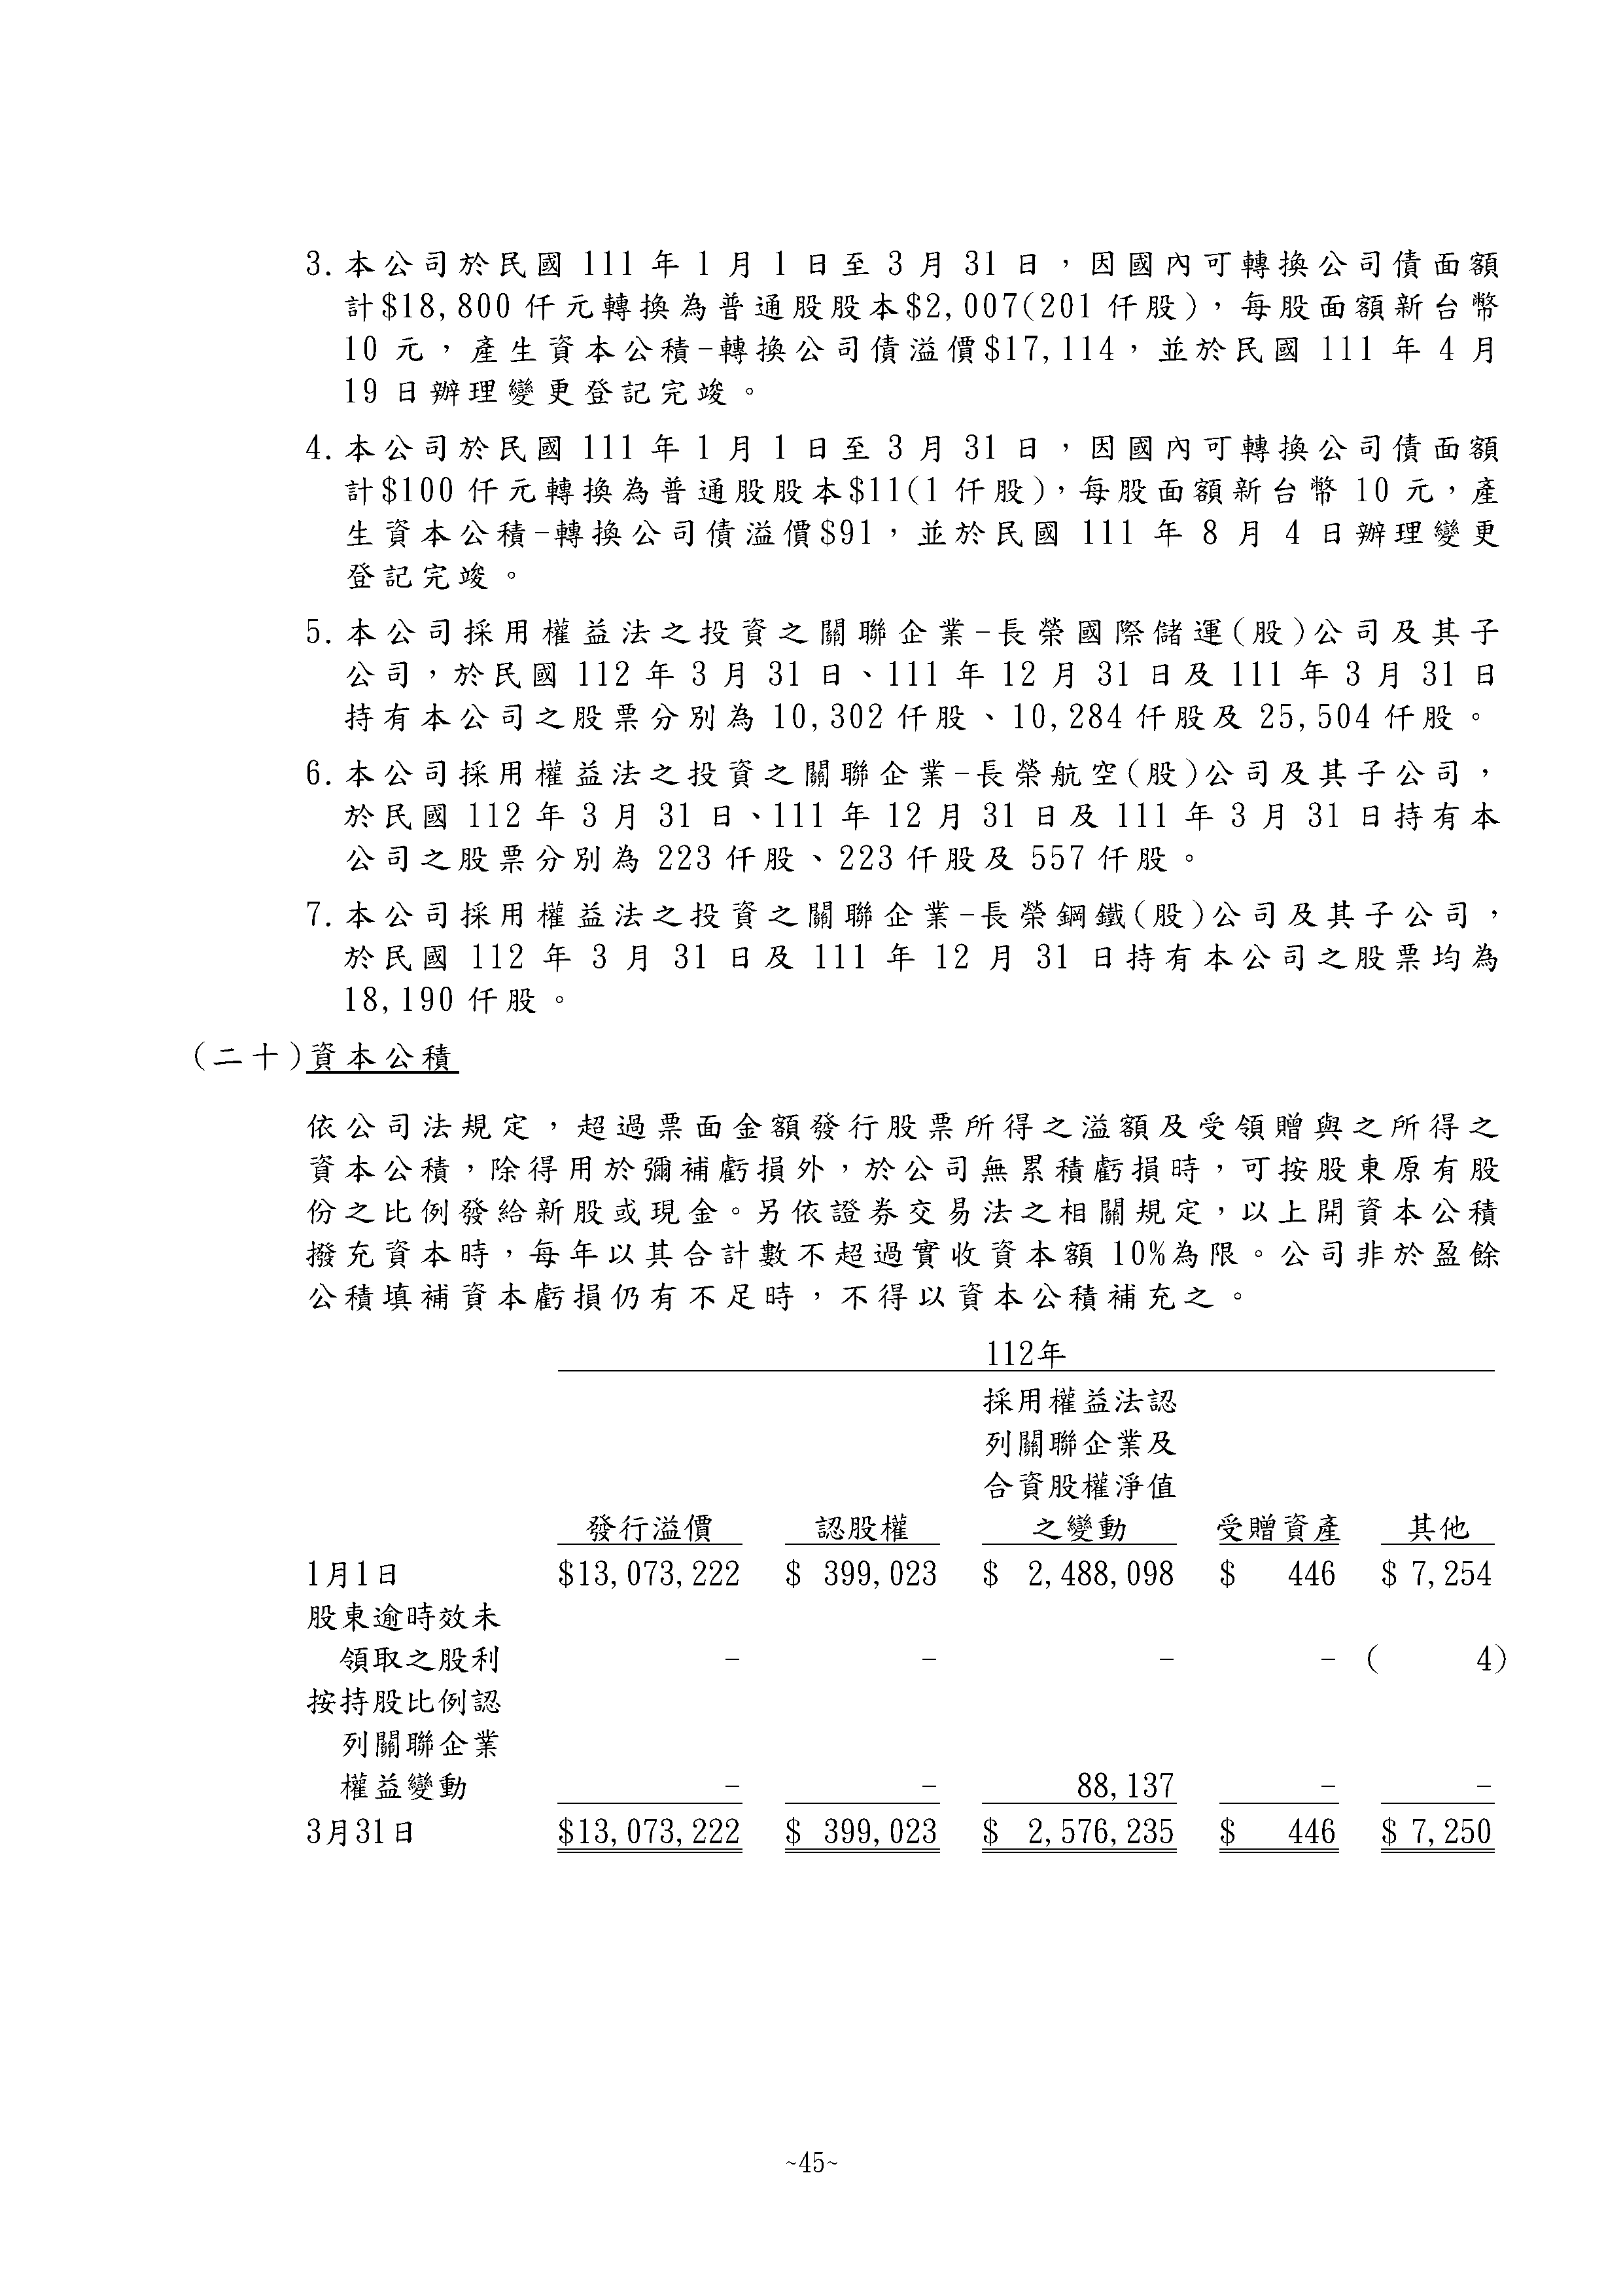 3. 本公司於民國 111 年 1 月 1 日至 3 月 31 日，因國內可轉換公司債面額
計$18,800 仟元轉換為普通股股本$2,007(201 仟股)，每股面額新台幣
10 元，產生資本公積-轉換公司債溢價$17,114，並於民國 111 年 4 月
19 日辦理變更登記完竣。
4. 本公司於民國 111 年 1 月 1 日至 3 月 31 日，因國內可轉換公司債面額
計$100 仟元轉換為普通股股本$11(1 仟股)，每股面額新台幣 10 元，產
生資本公積-轉換公司債溢價$91，並於民國 111 年 8 月 4 日辦理變更
登記完竣。
5. 本公司採用權益法之投資之關聯企業-長榮國際儲運(股)公司及其子
公司，於民國 112 年 3 月 31 日、111 年 12 月 31 日及 111 年 3 月 31 日
持有本公司之股票分別為 10,302 仟股、10,284 仟股及 25,504 仟股。
6. 本公司採用權益法之投資之關聯企業-長榮航空(股)公司及其子公司，
於民國 112 年 3 月 31 日、111 年 12 月 31 日及 111 年 3 月 31 日持有本
公司之股票分別為 223 仟股、223 仟股及 557 仟股。
7. 本公司採用權益法之投資之關聯企業-長榮鋼鐵(股)公司及其子公司，
於民國 112 年 3 月 31 日及 111 年 12 月 31 日持有本公司之股票均為
18,190 仟股。
(二十)資本公積
依公司法規定，超過票面金額發行股票所得之溢額及受領贈與之所得之
資本公積，除得用於彌補虧損外，於公司無累積虧損時，可按股東原有股
份之比例發給新股或現金。另依證券交易法之相關規定，以上開資本公積
撥充資本時，每年以其合計數不超過實收資本額 10%為限。公司非於盈餘
公積填補資本虧損仍有不足時，不得以資本公積補充之。
112年
採用權益法認
列關聯企業及
合資股權淨值
發行溢價 認股權 之變動 受贈資產 其他
1月1日 $13,073,222 $ 399,023 $ 2,488,098 $ 446 $ 7,254
股東逾時效未
領取之股利 - - - - ( 4)
按持股比例認
列關聯企業
權益變動 - - 88,137 - -
3月31日 $13,073,222 $ 399,023 $ 2,576,235 $ 446 $ 7,250
~45~